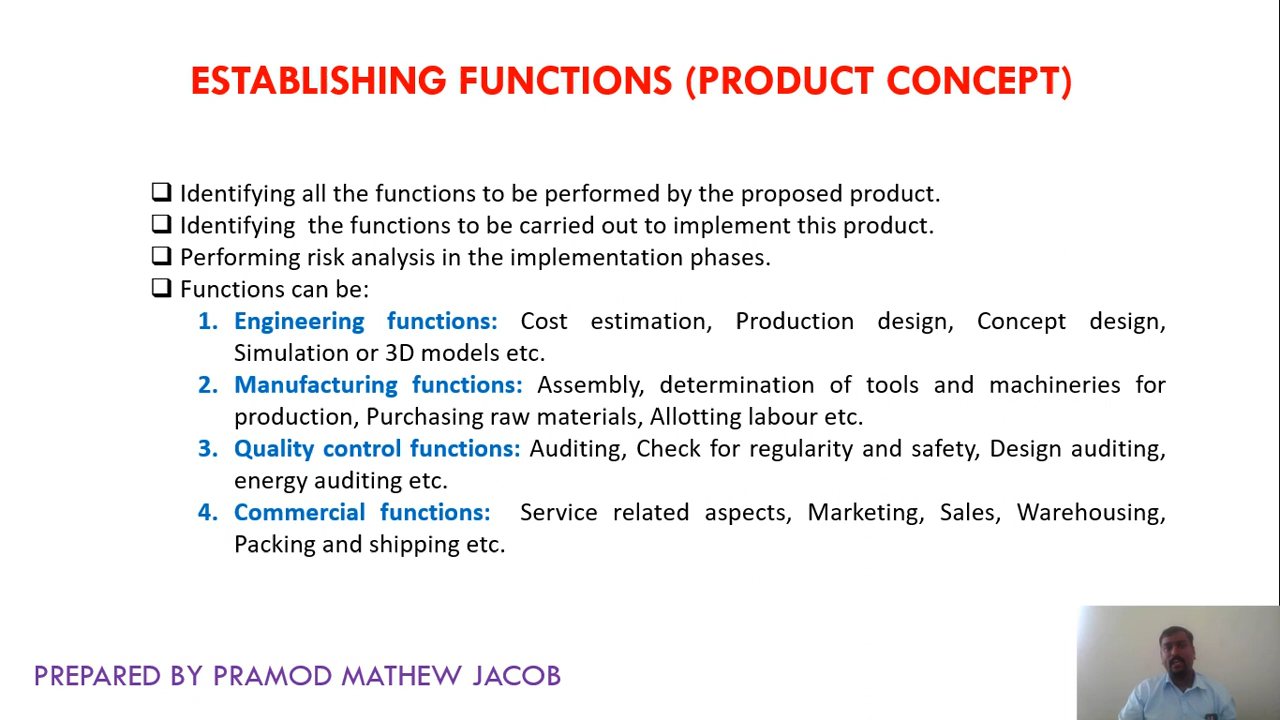 ESTABLISHING FUNCTIONS (PRODUCT CONCEPT)
❑ Identifying all the functions to be performed by the proposed product.
❑ Identifying  the functions to be carried out to implement this product.
❑ Performing risk analysis in the implementation phases.
❑ Functions can be:
1. Engineering functions: Cost estimation, Production design, Concept design,
Simulation or 3D models etc.
2. Manufacturing functions: Assembly, determination of tools and machineries for
production, Purchasing raw materials, Allotting labour etc.
3. Quality control functions: Auditing, Check for regularity and safety, Design auditing,
energy auditing etc.
4. Commercial functions:  Service related aspects, Marketing, Sales, Warehousing,
Packing and shipping etc.
PREPARED BY PRAMOD MATHEW JACOB